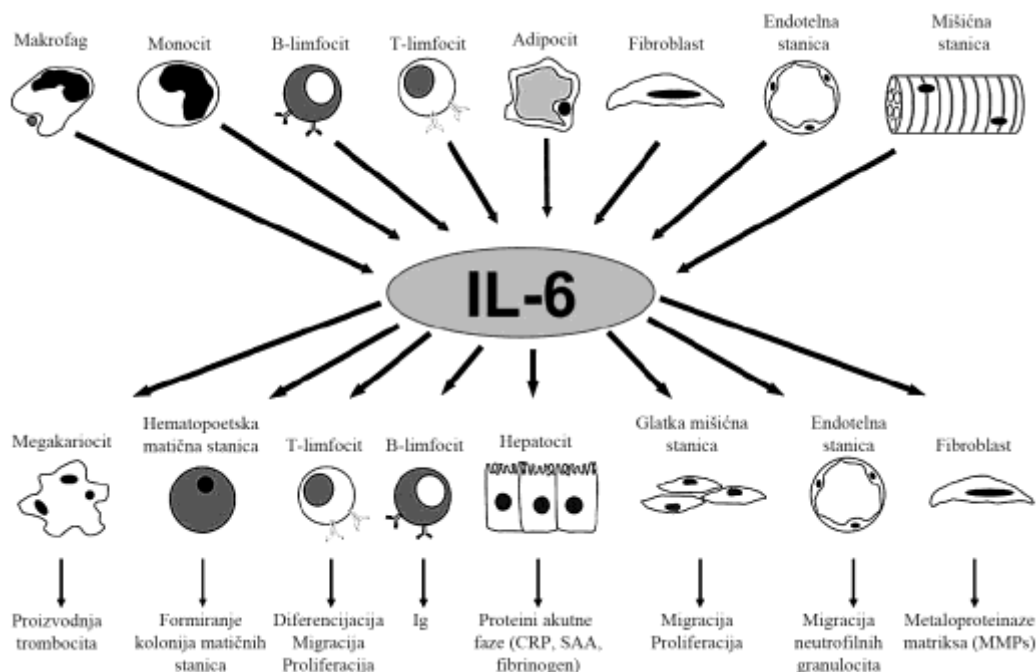 Makrofag
Monocit
B-limfocit
T-limfocit
Adipocit
Fibroblast
Endotelna
stanica
Mišićna
stanica
IL-6
Megakariocit
Hematopoetska
matična stanica
T-limfocit
B-limfocit
Hepatocit
Glatka mišićna
stanica
Endotelna
stanica
Fibroblast
Proizvodnja
trombocita
Formiranje
kolonija matičnih
stanica
Diferencijacija
Migracija
Proliferacija
Ig
Proteini akutne
faze (CRP, SAA,
fibrinogen)
Migracija
Proliferacija
Migracija
neutrofilnih
granulocita
Metaloproteinaze
matriksa (MMPs)